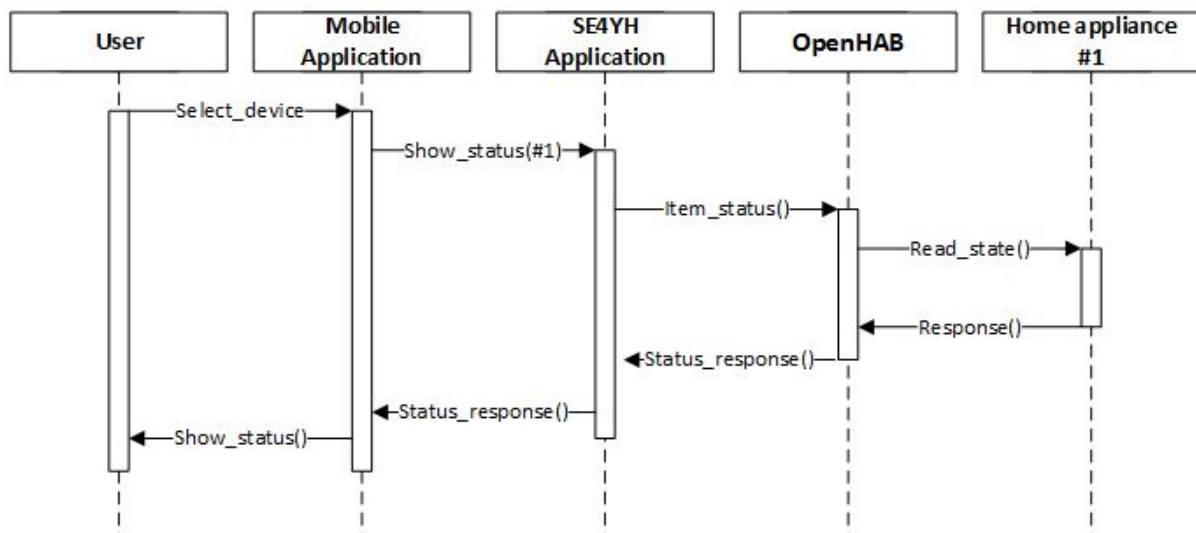 User
Mobile
Application
SE4YH
Application
OpenHAB
Home appliance
#1
Select_device
Show_status(#1)
Item_status()
Read_state()
Response()
Status_response()
Status_response()
Show_status()